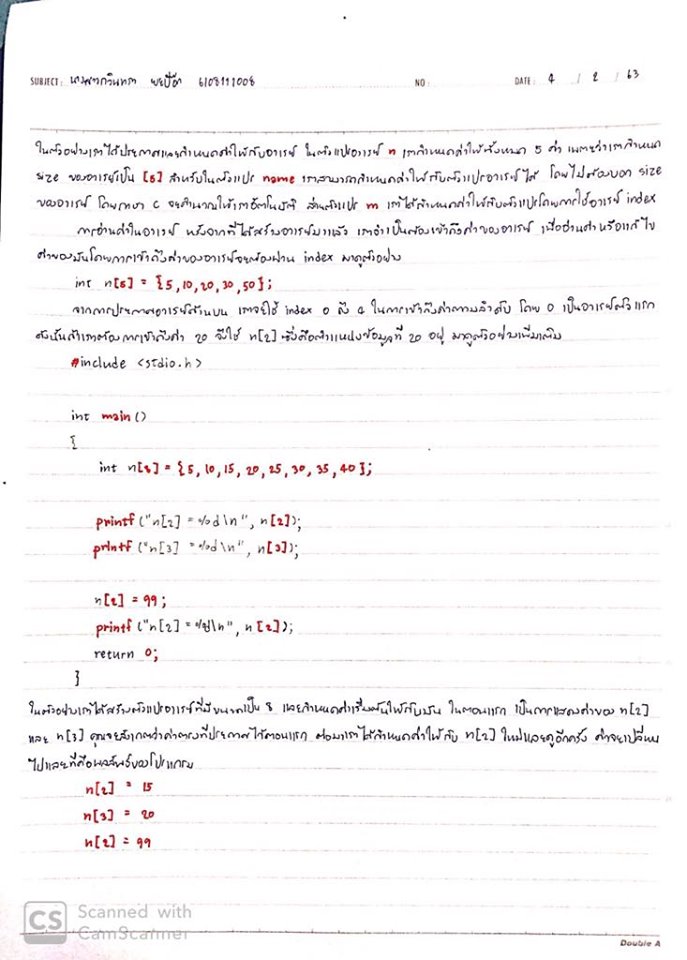 SUBJECT: นางสาวกวินทรา 6108111008 NO: DATE: 4 / 2 / 63
ในตัวอย่างเราได้ประกาศและกำหนดค่าให้กับอาเรย์ ในตัวแปรอาเรย์ n เรากำหนดค่าให้ทั้งหมด 5 ค่า เพราะว่าเรากำหนด
size ของอาเรย์เป็น [5] สำหรับในตัวแปร name เราสามารถกำหนดค่าให้กับตัวแปรอาเรย์ได้ โดยไม่ต้องบอก size
ของอาเรย์ โดยภาษา C จะคำนวณให้เราอัตโนมัติ ส่วนตัวแปร m เราได้กำหนดค่าให้กับตัวแปรโดยการใช้อาเรย์ index
การอ่านค่าในอาเรย์ หลังจากที่ได้สร้างอาเรย์มาแล้ว เราจำเป็นต้องเข้าถึงค่าของอาเรย์ เพื่ออ่านค่าหรือแก้ไข
ค่าของมันโดยการเข้าถึงค่าของอาเรย์จะต้องผ่าน index มาดูตัวอย่าง
int n[5] = {5,10,20,30,50};
จากการประกาศอาเรย์ด้านบน เราจะใช้ index 0 ถึง 4 ในการเข้าถึงค่าตามลำดับ โดย 0 เป็นอาเรย์ตัวแรก
ดังนั้นถ้าเราต้องการเข้าถึงค่า 20 จึงใช้ n[2] ซึ่งคือตำแหน่งข้อมูลที่ 20 อยู่ มาดูตัวอย่างเพิ่มเติม
#include <stdio.h>
int main()
{
int n[8] = {5, 10, 15, 20, 25, 30, 35, 40};
printf("n[2] = %d\n", n[2]);
printf("n[3] = %d\n", n[3]);
n[2] = 99;
printf("n[2] = %d\n", n[2]);
return 0;
}
ในตัวอย่างเราได้สร้างตัวแปรอาเรย์ที่มีขนาดเป็น 8 และกำหนดค่าเริ่มต้นให้กับมัน ในตอนแรก เป็นการแสดงค่าของ n[2]
และ n[3] คุณจะสังเกตว่าค่าตรงที่ประกาศไว้ตอนแรก ต่อมาเราได้กำหนดค่าให้กับ n[2] ใหม่และดูอีกครั้ง ค่าจะเปลี่ยน
ไปและที่คือผลลัพธ์ของโปรแกรม
n[2] = 15
n[3] = 20
n[2] = 99
CS Scanned with
CamScanner
Double A